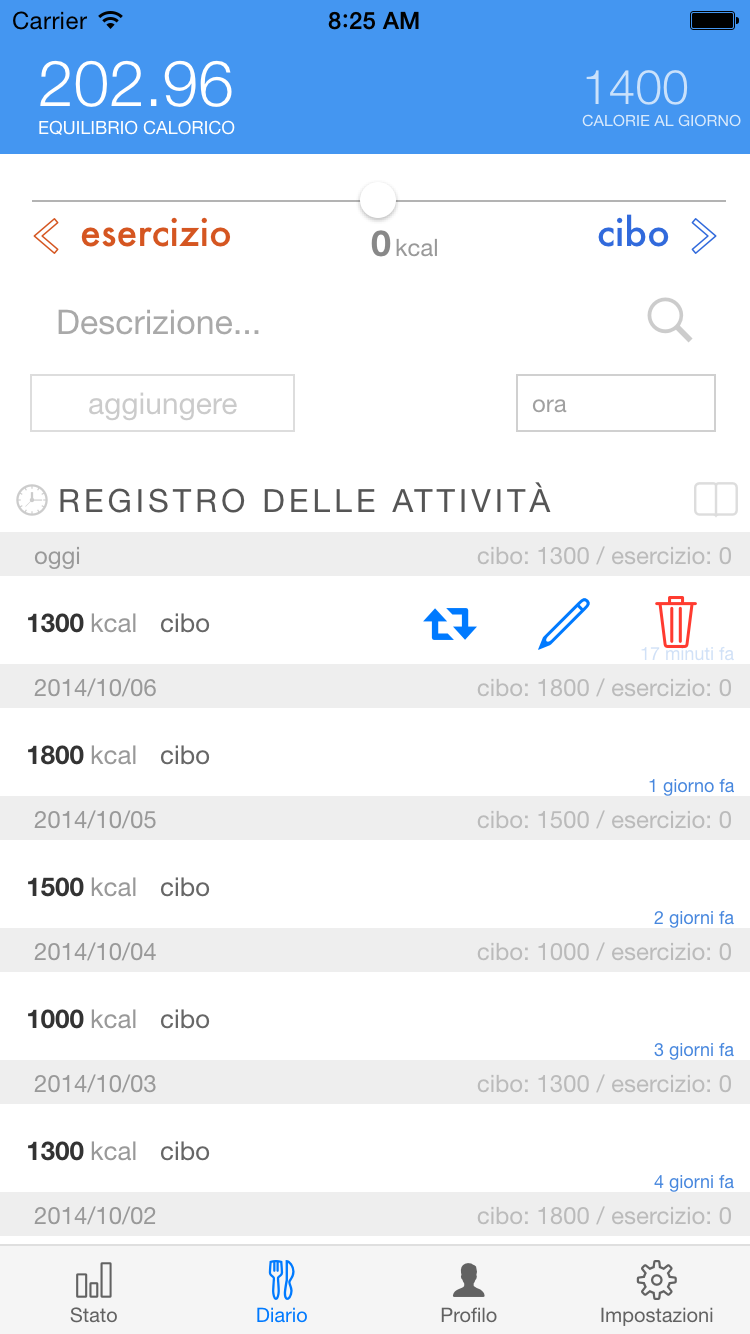 Carrier 8:25 AM
202.96 1400
EQUILIBRIO CALORICO CALORIE AL GIORNO
esercizio 0 kcal cibo
Descrizione...
aggiungere ora
REGISTRO DELLE ATTIVITÀ
oggi cibo: 1300 / esercizio: 0
1300 kcal cibo
17 minuti fa
2014/10/06 cibo: 1800 / esercizio: 0
1800 kcal cibo
1 giorno fa
2014/10/05 cibo: 1500 / esercizio: 0
1500 kcal cibo
2 giorni fa
2014/10/04 cibo: 1000 / esercizio: 0
1000 kcal cibo
3 giorni fa
2014/10/03 cibo: 1300 / esercizio: 0
1300 kcal cibo
4 giorni fa
2014/10/02 cibo: 1800 / esercizio: 0
Stato Diario Profilo Impostazioni